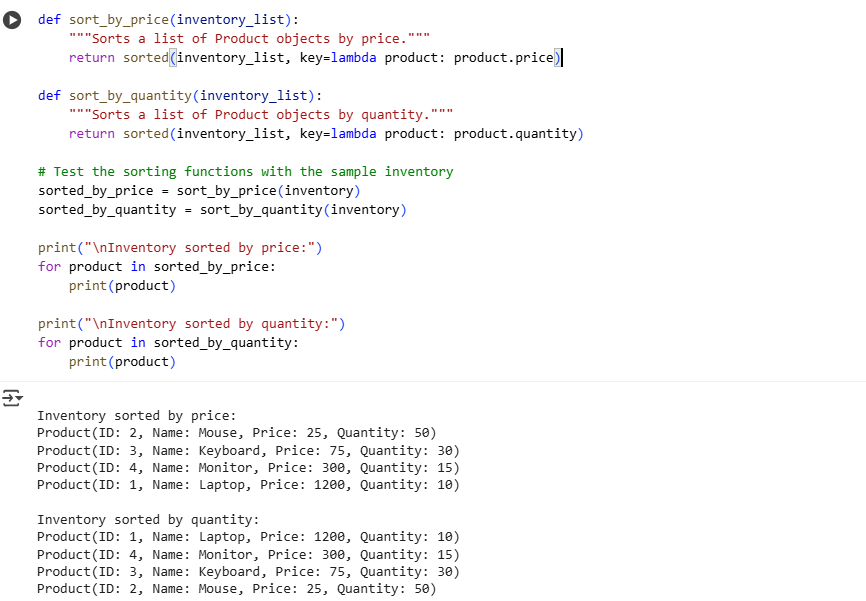 def sort_by_price(inventory_list):
    """Sorts a list of Product objects by price."""
    return sorted(inventory_list, key=lambda product: product.price)

def sort_by_quantity(inventory_list):
    """Sorts a list of Product objects by quantity."""
    return sorted(inventory_list, key=lambda product: product.quantity)

# Test the sorting functions with the sample inventory
sorted_by_price = sort_by_price(inventory)
sorted_by_quantity = sort_by_quantity(inventory)

print("\nInventory sorted by price:")
for product in sorted_by_price:
    print(product)

print("\nInventory sorted by quantity:")
for product in sorted_by_quantity:
    print(product)

Inventory sorted by price:
Product(ID: 2, Name: Mouse, Price: 25, Quantity: 50)
Product(ID: 3, Name: Keyboard, Price: 75, Quantity: 30)
Product(ID: 4, Name: Monitor, Price: 300, Quantity: 15)
Product(ID: 1, Name: Laptop, Price: 1200, Quantity: 10)

Inventory sorted by quantity:
Product(ID: 1, Name: Laptop, Price: 1200, Quantity: 10)
Product(ID: 4, Name: Monitor, Price: 300, Quantity: 15)
Product(ID: 3, Name: Keyboard, Price: 75, Quantity: 30)
Product(ID: 2, Name: Mouse, Price: 25, Quantity: 50)